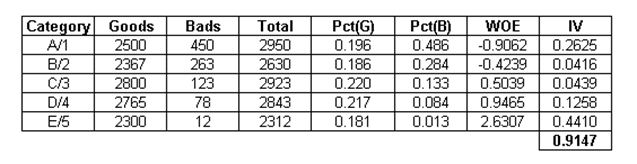 Category Goods Bads Total Pct(G) Pct(B) WOE IV
A/1 2500 450 2950 0.196 0.486 -0.9062 0.2625
B/2 2367 263 2630 0.186 0.284 -0.4239 0.0416
C/3 2800 123 2923 0.220 0.133 0.5039 0.0439
D/4 2765 78 2843 0.217 0.084 0.9465 0.1258
E/5 2300 12 2312 0.181 0.013 2.6307 0.4410
0.9147